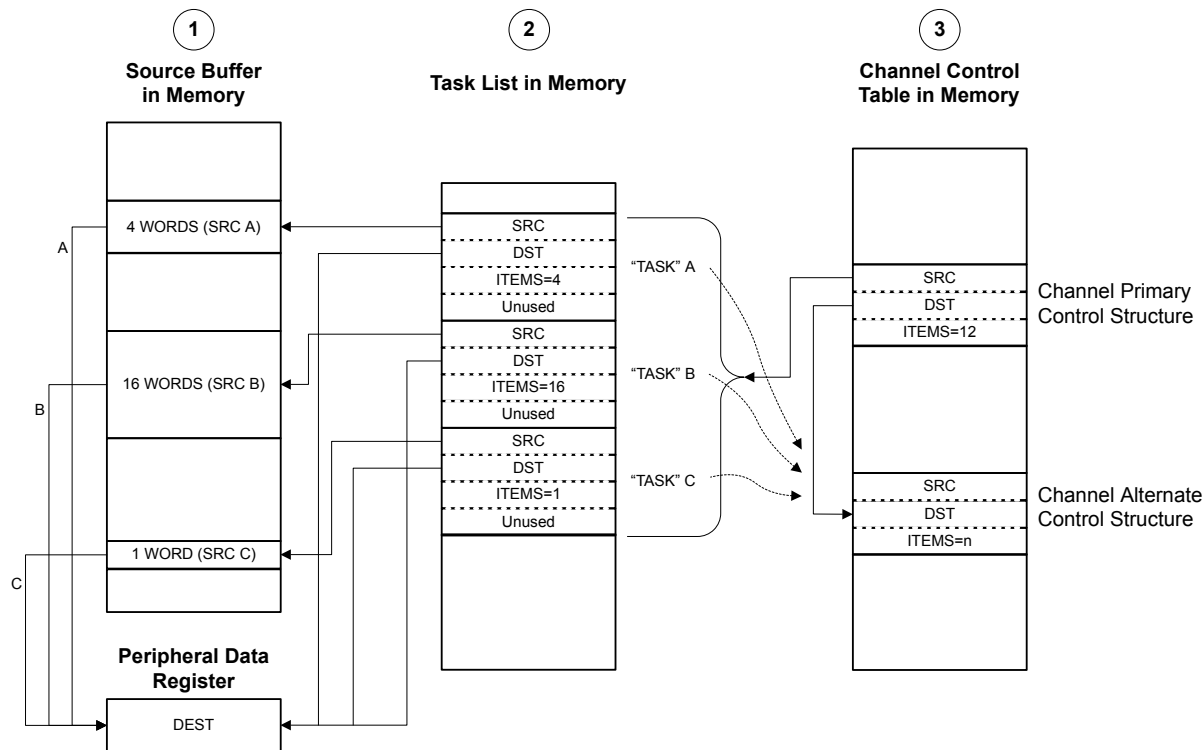 1
Source Buffer
in Memory
4 WORDS (SRC A)
16 WORDS (SRC B)
1 WORD (SRC C)
A
B
C
Peripheral Data
Register
DEST
2
Task List in Memory
SRC
DST
ITEMS=4
Unused
SRC
DST
ITEMS=16
Unused
SRC
DST
ITEMS=1
Unused
“TASK” A
“TASK” B
“TASK” C
3
Channel Control
Table in Memory
SRC
DST
ITEMS=12
Channel Primary
Control Structure
SRC
DST
ITEMS=n
Channel Alternate
Control Structure